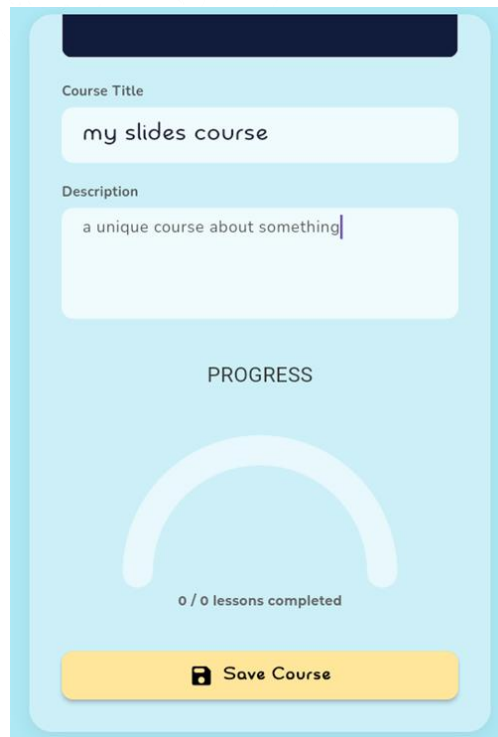 Course Title
my slides course
Description
a unique course about something
PROGRESS
0 / 0 lessons completed
Save Course